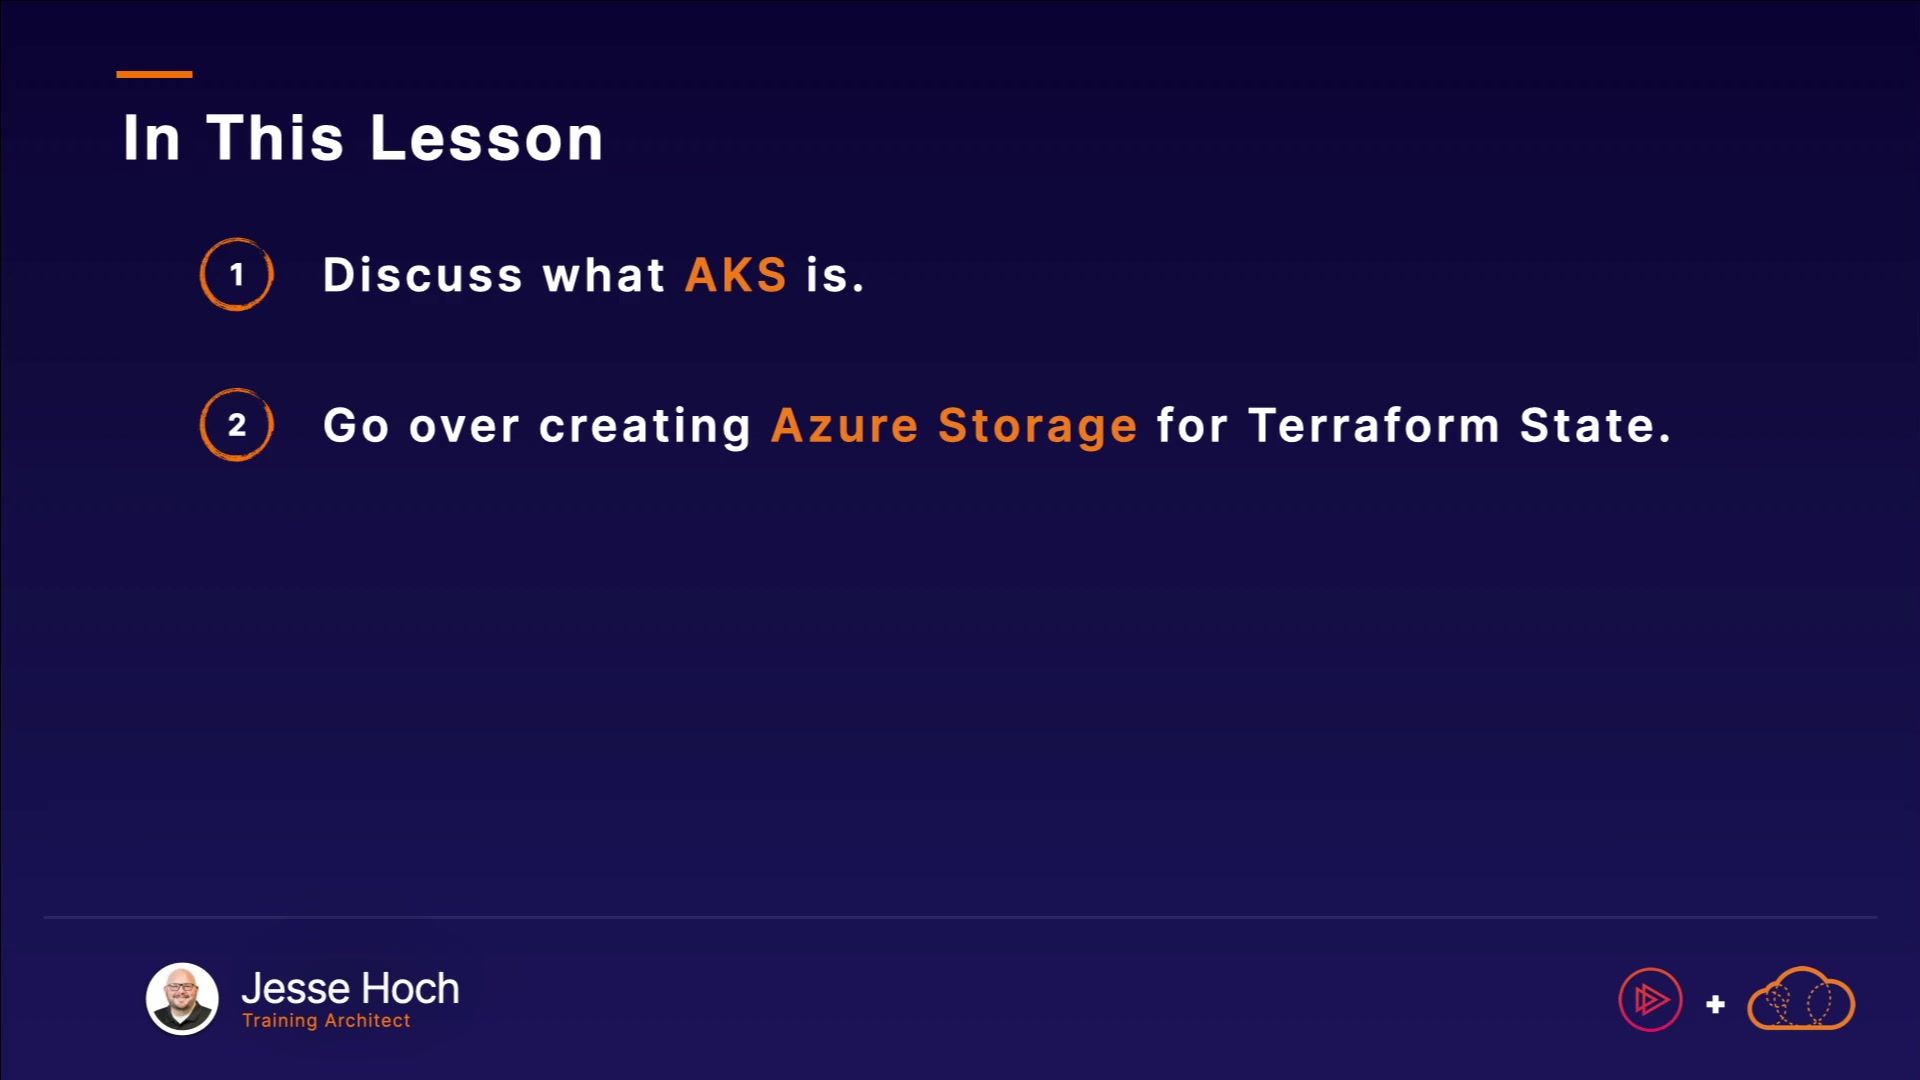 In This Lesson
1 Discuss what AKS is.
2 Go over creating Azure Storage for Terraform State.
Jesse Hoch
Training Architect
+